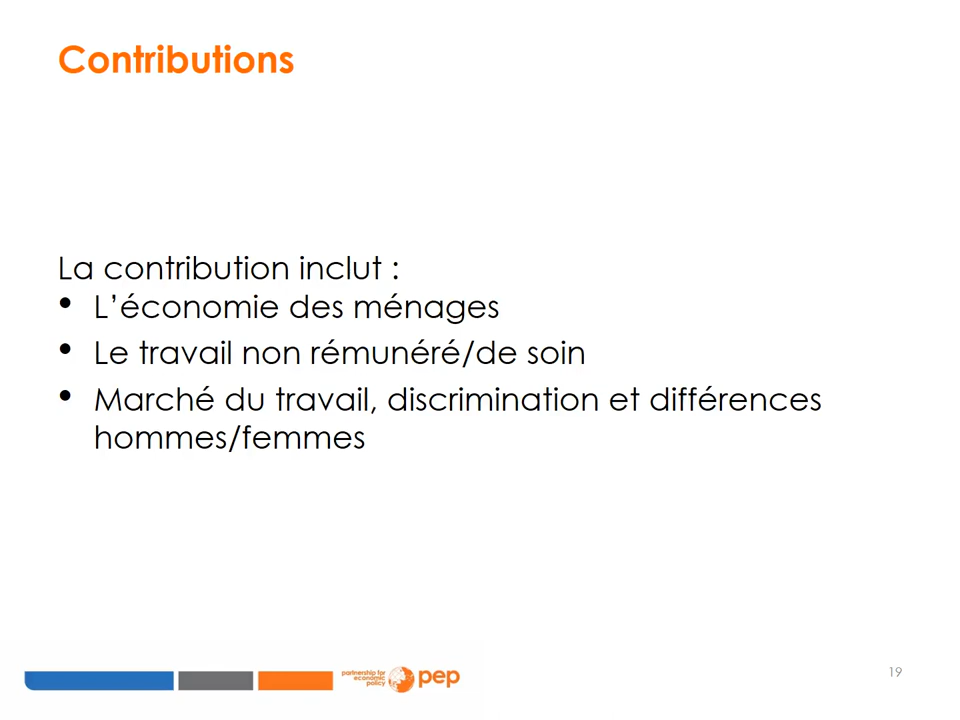 Contributions
La contribution inclut :
• L’économie des ménages
• Le travail non rémunéré/de soin
• Marché du travail, discrimination et différences
hommes/femmes
partnership for
economic
policy
pep
19